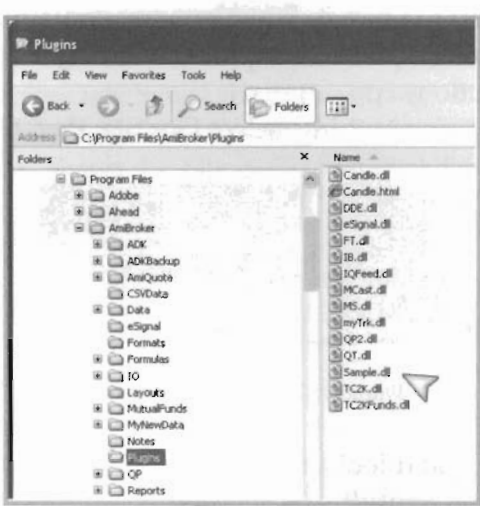 Plugins
File Edit View Favorites Tools Help
Back Search Folders
Address C:\Program Files\AmiBroker\Plugins
Folders x
Program Files
Adobe
Ahead
AmiBroker
ADK
ADKBackup
AmiQuote
CSVData
Data
eSignal
Formats
Formulas
IO
Layouts
MutualFunds
MyNewData
Notes
Plugins
QP
Reports
Name
Candle.dll
Candle.html
DDE.dll
eSignal.dll
FT.dll
IB.dll
IQFeed.dll
MCast.dll
MS.dll
myTrk.dll
QP2.dll
QT.dll
Sample.dll
TC2K.dll
TC2KFunds.dll